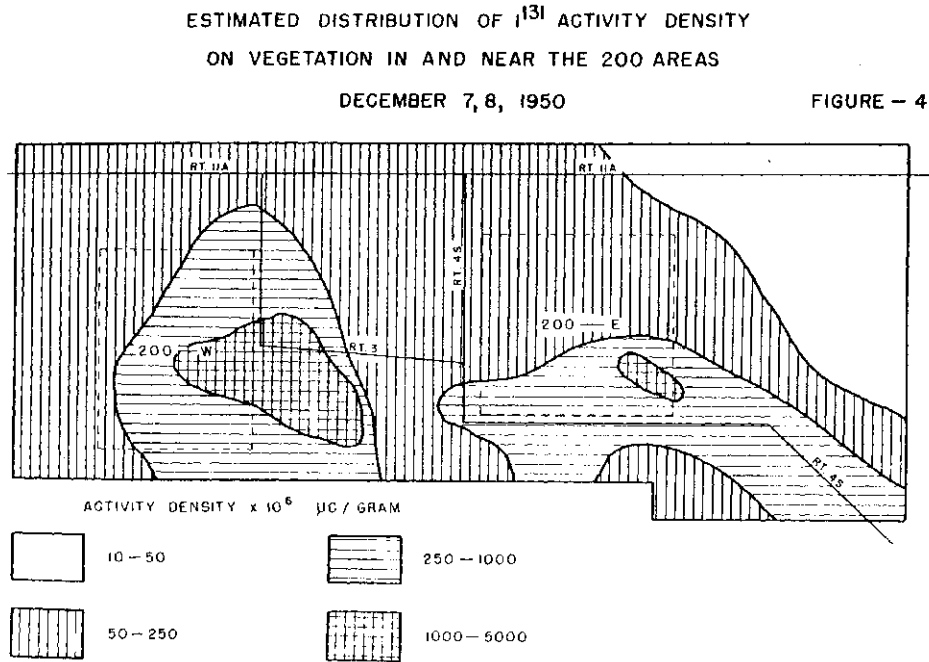 ESTIMATED DISTRIBUTION OF I131 ACTIVITY DENSITY
ON VEGETATION IN AND NEAR THE 200 AREAS
DECEMBER 7,8, 1950
FIGURE - 4
RT. 11A
RT. 11A
RT. 4S
200 - E
200 - W
RT. 3
RT. 4S
ACTIVITY DENSITY x 10⁶ µC / GRAM
10-50
250-1000
50-250
1000-5000